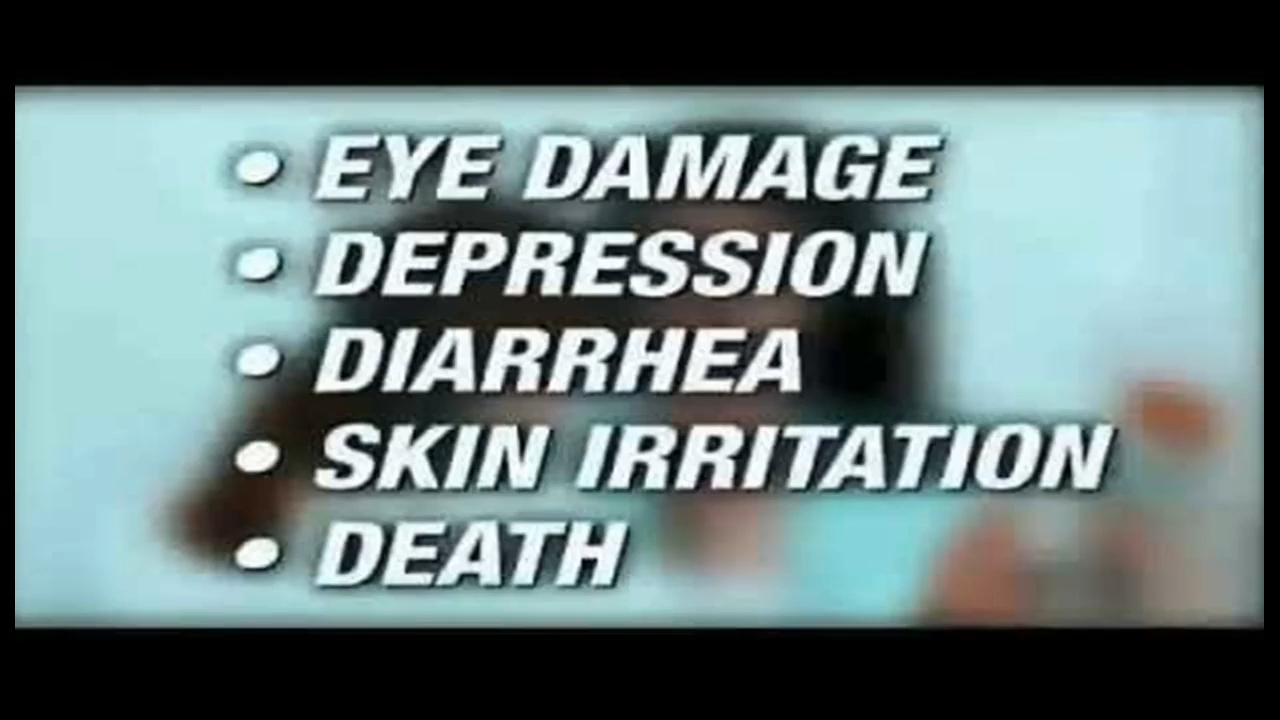 • EYE DAMAGE
• DEPRESSION
• DIARRHEA
• SKIN IRRITATION
• DEATH